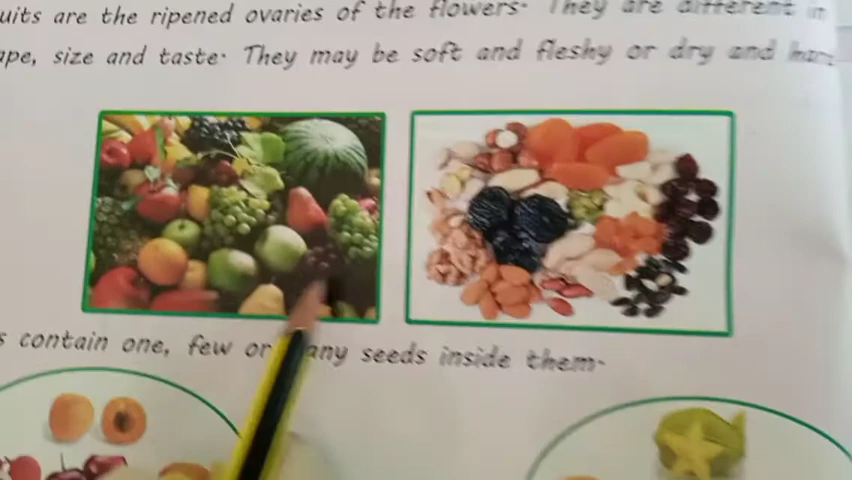 uits are the ripened ovaries of the flowers. They are different in
ape, size and taste. They may be soft and fleshy or dry and hard
s contain one, few or any seeds inside them.